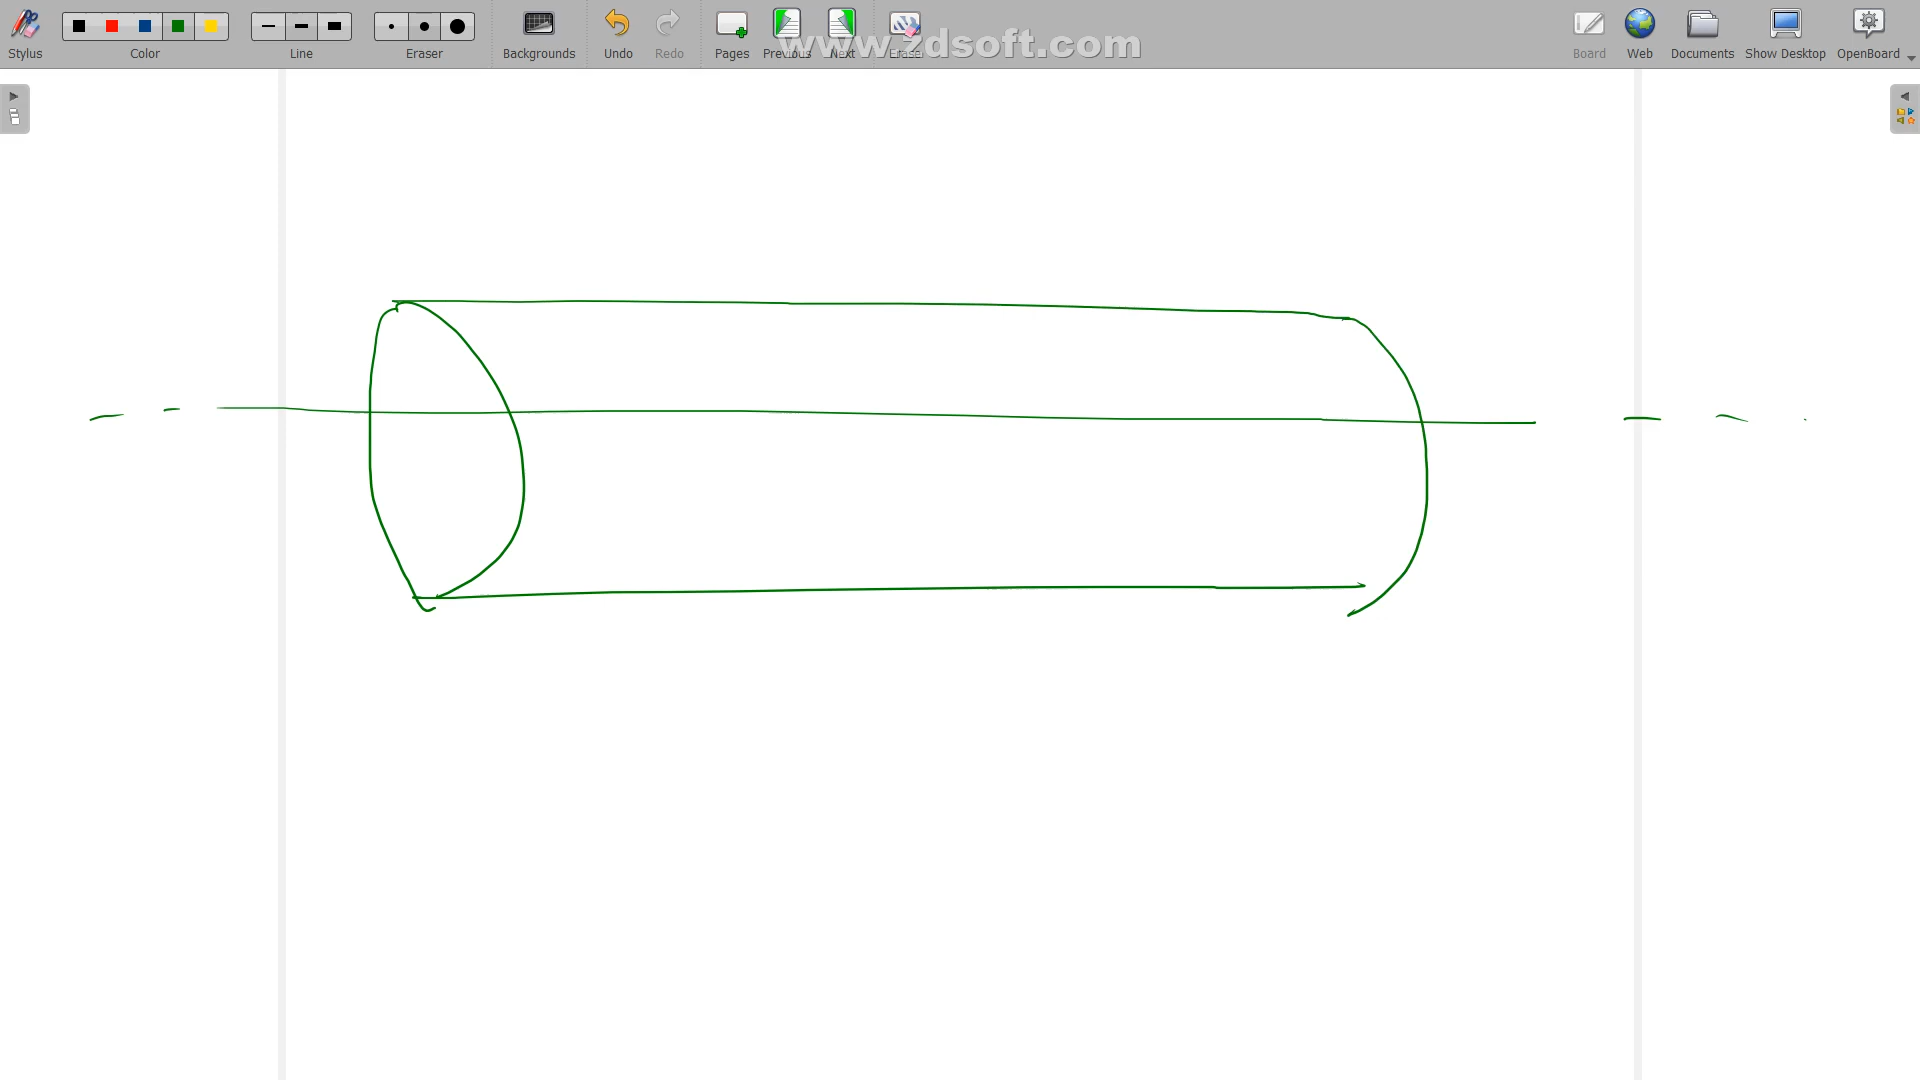 Stylus
Color
Line
Eraser
Backgrounds
Undo
Redo
Pages
Previous
Next
Erase
www.zdsoft.com
Board
Web
Documents
Show Desktop
OpenBoard